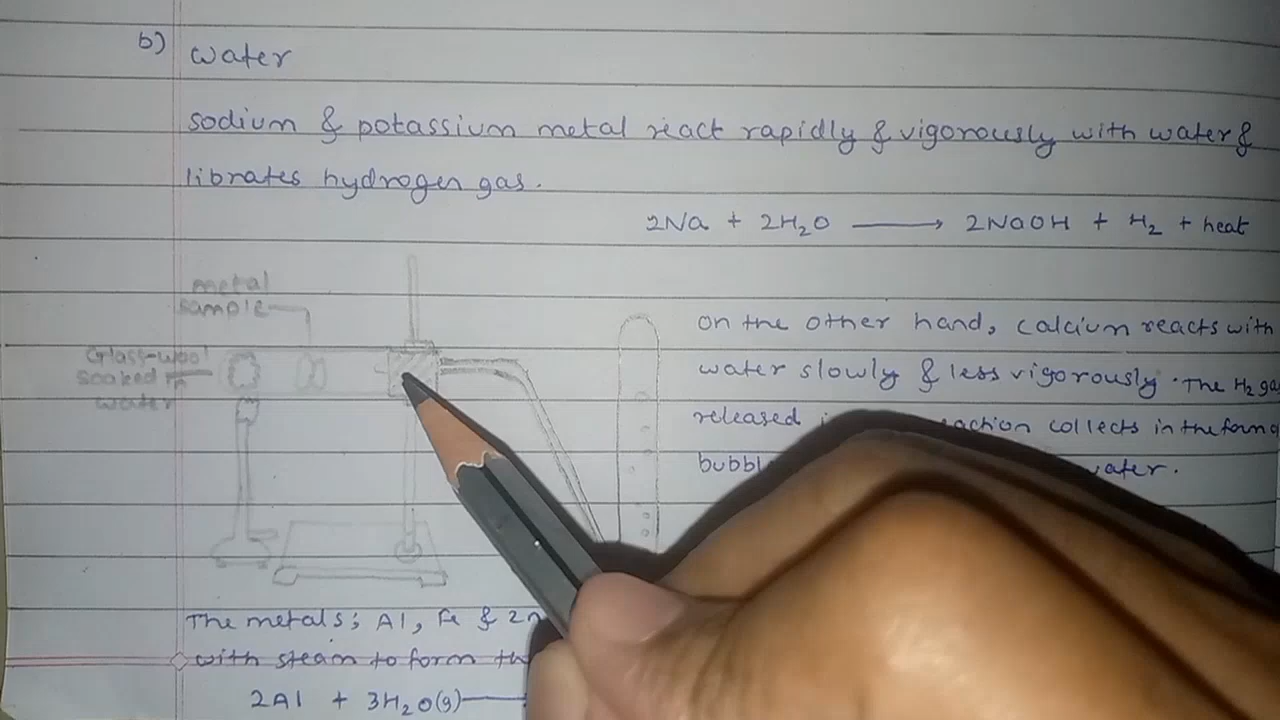 b) water
sodium & potassium metal react rapidly & vigorously with water &
librates hydrogen gas.
2Na + 2H₂O ⟶ 2NaOH + H₂ + heat
metal
sample
Glass-wool
soaked in
water
on the other hand, calcium reacts with
water slowly & less vigorously. The H₂ ga
released action collects in the form o
bubbl water.
The metals; Al, Fe & Zn
with steam to form th
2Al + 3H₂O(g)